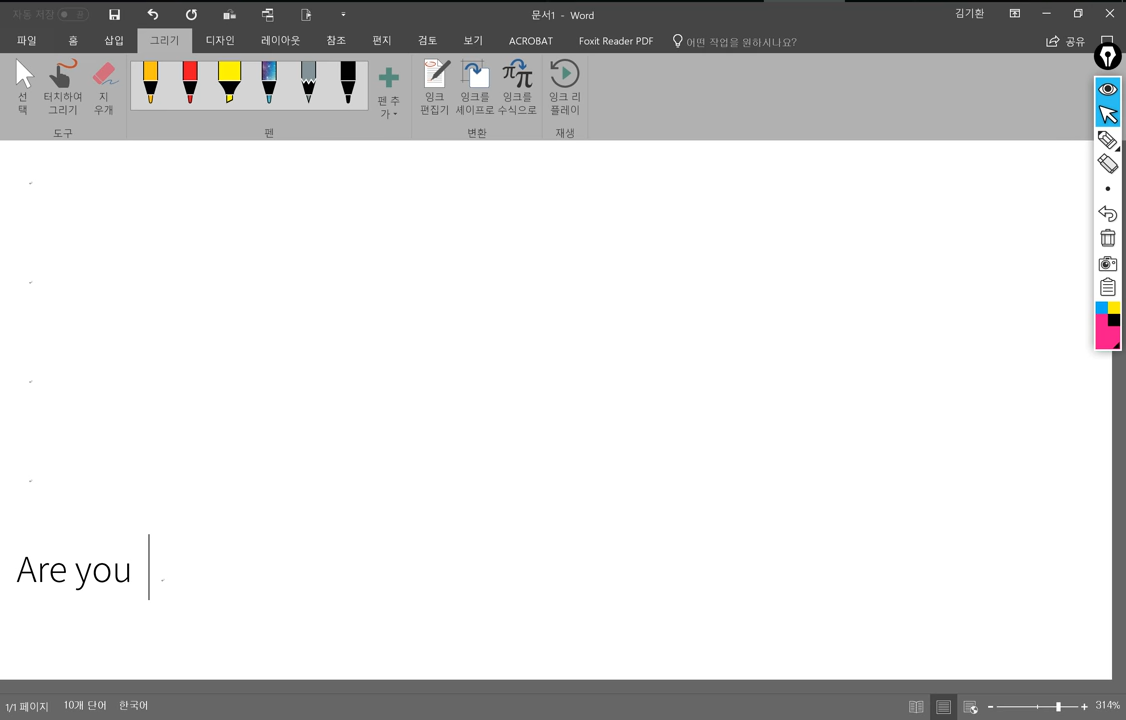 자동 저장
문서1 - Word
김기환
파일 홈 삽입 그리기 디자인 레이아웃 참조 편지 검토 보기 ACROBAT Foxit Reader PDF 어떤 작업을 원하시나요? 공유
선택
터치하여 그리기
지우개
펜 추가
잉크 편집기
잉크를 셰이프로
잉크를 수식으로
잉크 리플레이
도구 펜 변환 재생
Are you
1/1 페이지 10개 단어 한국어 314%